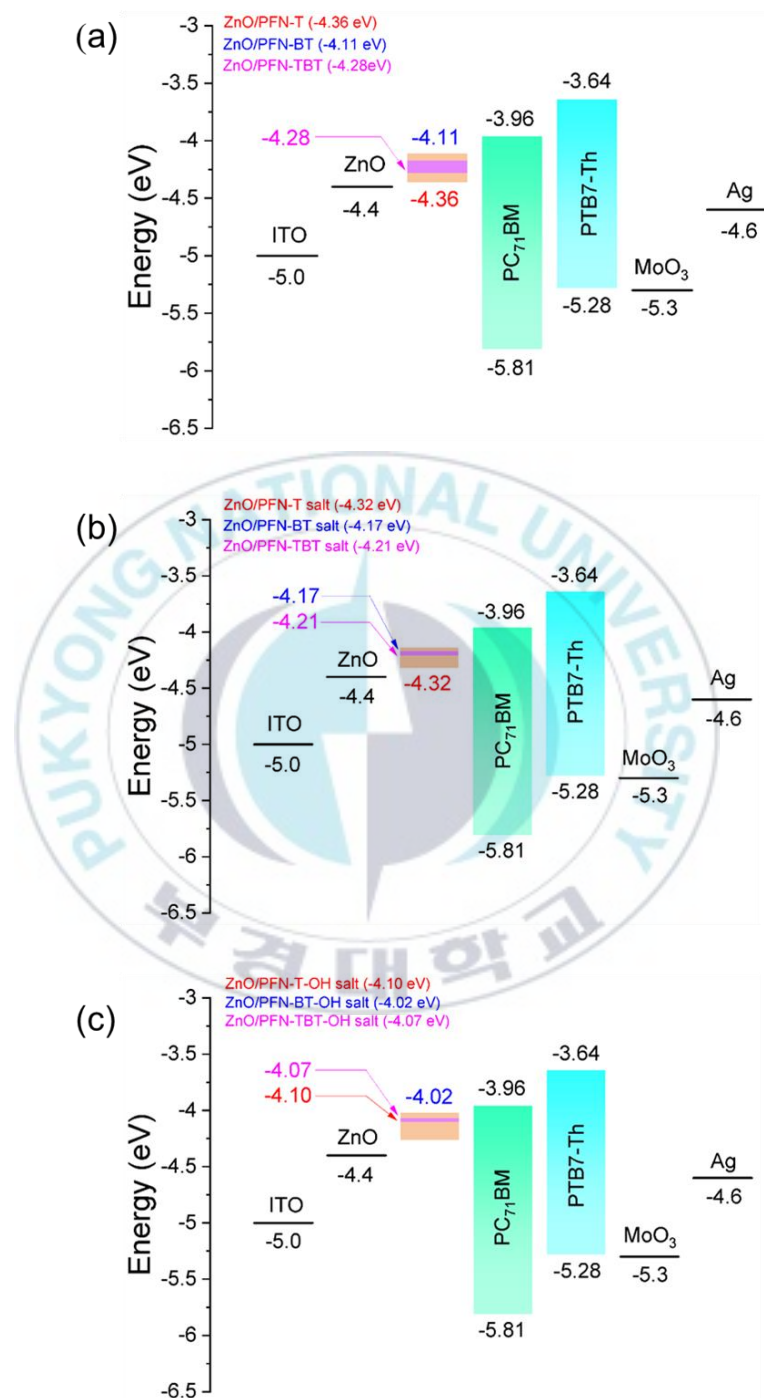 (a)
ZnO/PFN-T (-4.36 eV)
ZnO/PFN-BT (-4.11 eV)
ZnO/PFN-TBT (-4.28eV)
Energy (eV)
-3
-3.5
-4
-4.5
-5
-5.5
-6
-6.5
ITO
-5.0
ZnO
-4.4
-4.28
-4.11
-4.36
-3.96
PC₇₁BM
-5.81
-3.64
PTB7-Th
-5.28
MoO₃
-5.3
Ag
-4.6
PUKYONG NATIONAL UNIVERSITY
부경대학교
(b)
ZnO/PFN-T salt (-4.32 eV)
ZnO/PFN-BT salt (-4.17 eV)
ZnO/PFN-TBT salt (-4.21 eV)
Energy (eV)
-3
-3.5
-4
-4.5
-5
-5.5
-6
-6.5
ITO
-5.0
ZnO
-4.4
-4.17
-4.21
-4.32
-3.96
PC₇₁BM
-5.81
-3.64
PTB7-Th
-5.28
MoO₃
-5.3
Ag
-4.6
(c)
ZnO/PFN-T-OH salt (-4.10 eV)
ZnO/PFN-BT-OH salt (-4.02 eV)
ZnO/PFN-TBT-OH salt (-4.07 eV)
Energy (eV)
-3
-3.5
-4
-4.5
-5
-5.5
-6
-6.5
ITO
-5.0
ZnO
-4.4
-4.07
-4.10
-4.02
-3.96
PC₇₁BM
-5.81
-3.64
PTB7-Th
-5.28
MoO₃
-5.3
Ag
-4.6